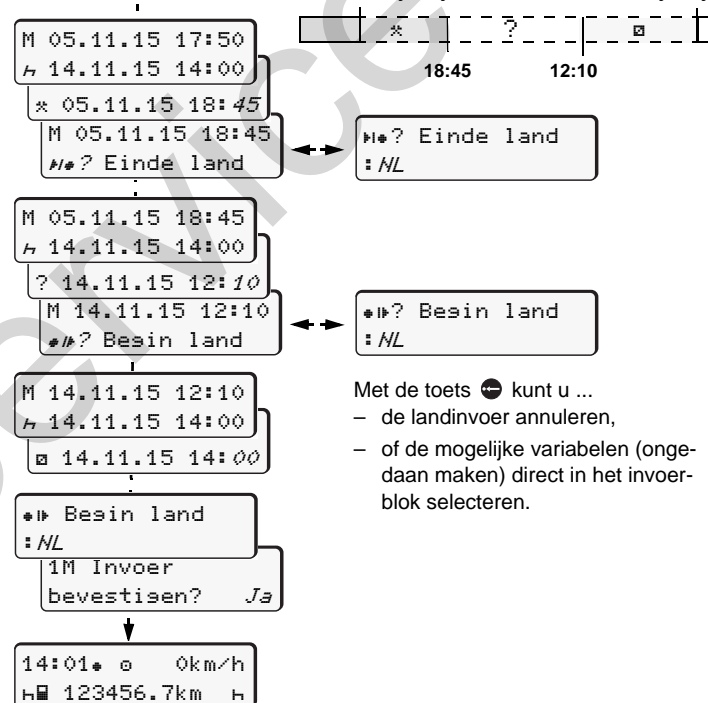 M 05.11.15 17:50
14.11.15 14:00
05.11.15 18:45
M 05.11.15 18:45
? Einde land
? Einde land
: NL
?
18:45 12:10
M 05.11.15 18:45
14.11.15 14:00
? 14.11.15 12:10
M 14.11.15 12:10
? Begin land
? Begin land
: NL
M 14.11.15 12:10
14.11.15 14:00
14.11.15 14:00
Met de toets kunt u ...
– de landinvoer annuleren,
– of de mogelijke variabelen (onge-
daan maken) direct in het invoer-
blok selecteren.
Begin land
: NL
1M Invoer
bevestigen? Ja
14:01 0km/h
123456.7km
service